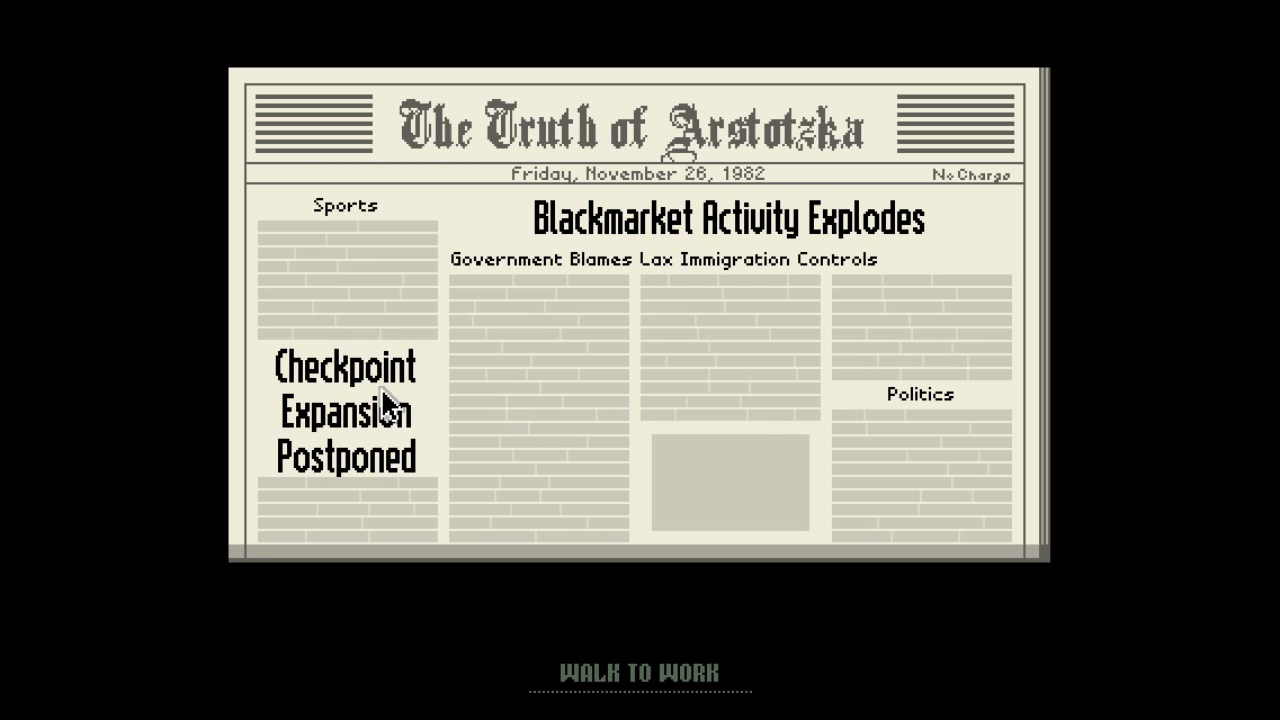 The Truth of Arstotzka
Friday, November 26, 1982
No Charge
Sports
Checkpoint
Expansion
Postponed
Blackmarket Activity Explodes
Government Blames Lax Immigration Controls
Politics
WALK TO WORK